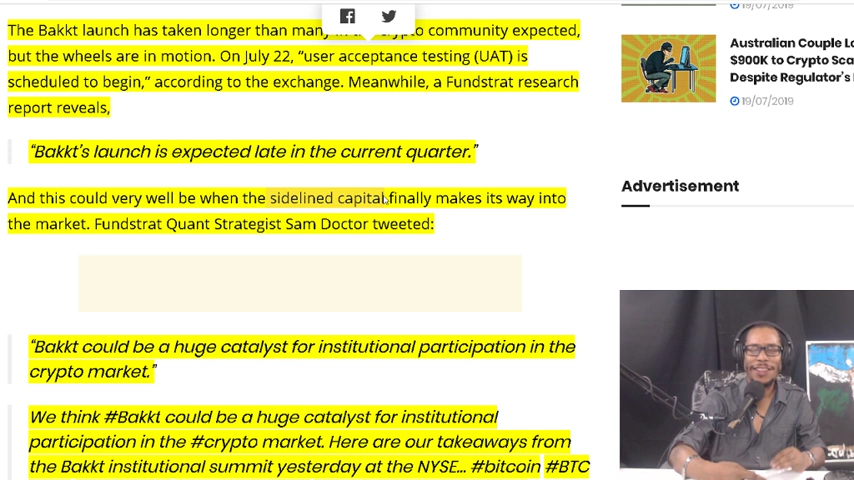 The Bakkt launch has taken longer than many in the crypto community expected,
but the wheels are in motion. On July 22, “user acceptance testing (UAT) is
scheduled to begin,” according to the exchange. Meanwhile, a Fundstrat research
report reveals,
“Bakkt’s launch is expected late in the current quarter.”
And this could very well be when the sidelined capital finally makes its way into
the market. Fundstrat Quant Strategist Sam Doctor tweeted:
“Bakkt could be a huge catalyst for institutional participation in the
crypto market.”
We think #Bakkt could be a huge catalyst for institutional
participation in the #crypto market. Here are our takeaways from
the Bakkt institutional summit yesterday at the NYSE... #bitcoin #BTC
19/07/2019
Australian Couple Lo
$900K to Crypto Sca
Despite Regulator’s
19/07/2019
Advertisement